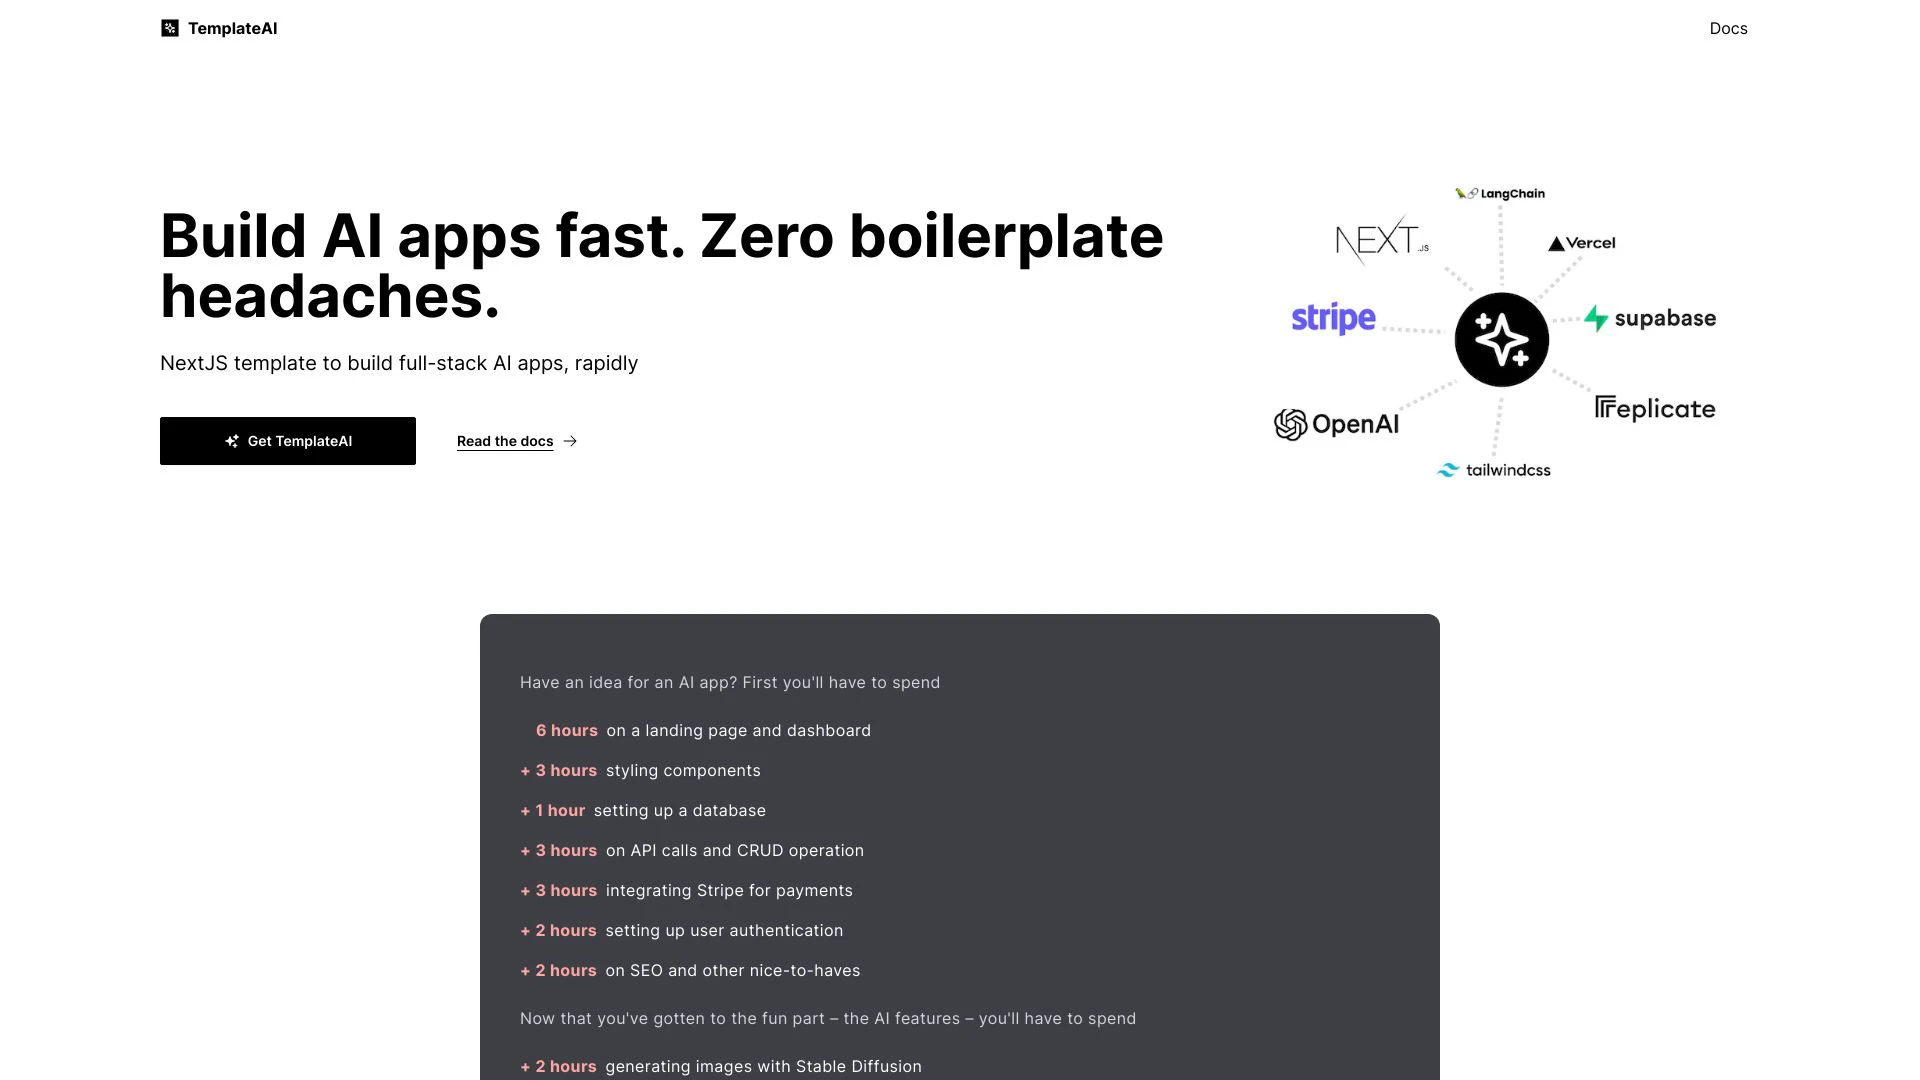 TemplateAI
Docs
Build AI apps fast. Zero boilerplate
headaches.
NextJS template to build full-stack AI apps, rapidly
Get TemplateAI
Read the docs
LangChain
NEXT.JS
Vercel
stripe
supabase
OpenAI
Replicate
tailwindcss
Have an idea for an AI app? First you'll have to spend
6 hours on a landing page and dashboard
+ 3 hours styling components
+ 1 hour setting up a database
+ 3 hours on API calls and CRUD operation
+ 3 hours integrating Stripe for payments
+ 2 hours setting up user authentication
+ 2 hours on SEO and other nice-to-haves
Now that you've gotten to the fun part – the AI features – you'll have to spend
+ 2 hours generating images with Stable Diffusion